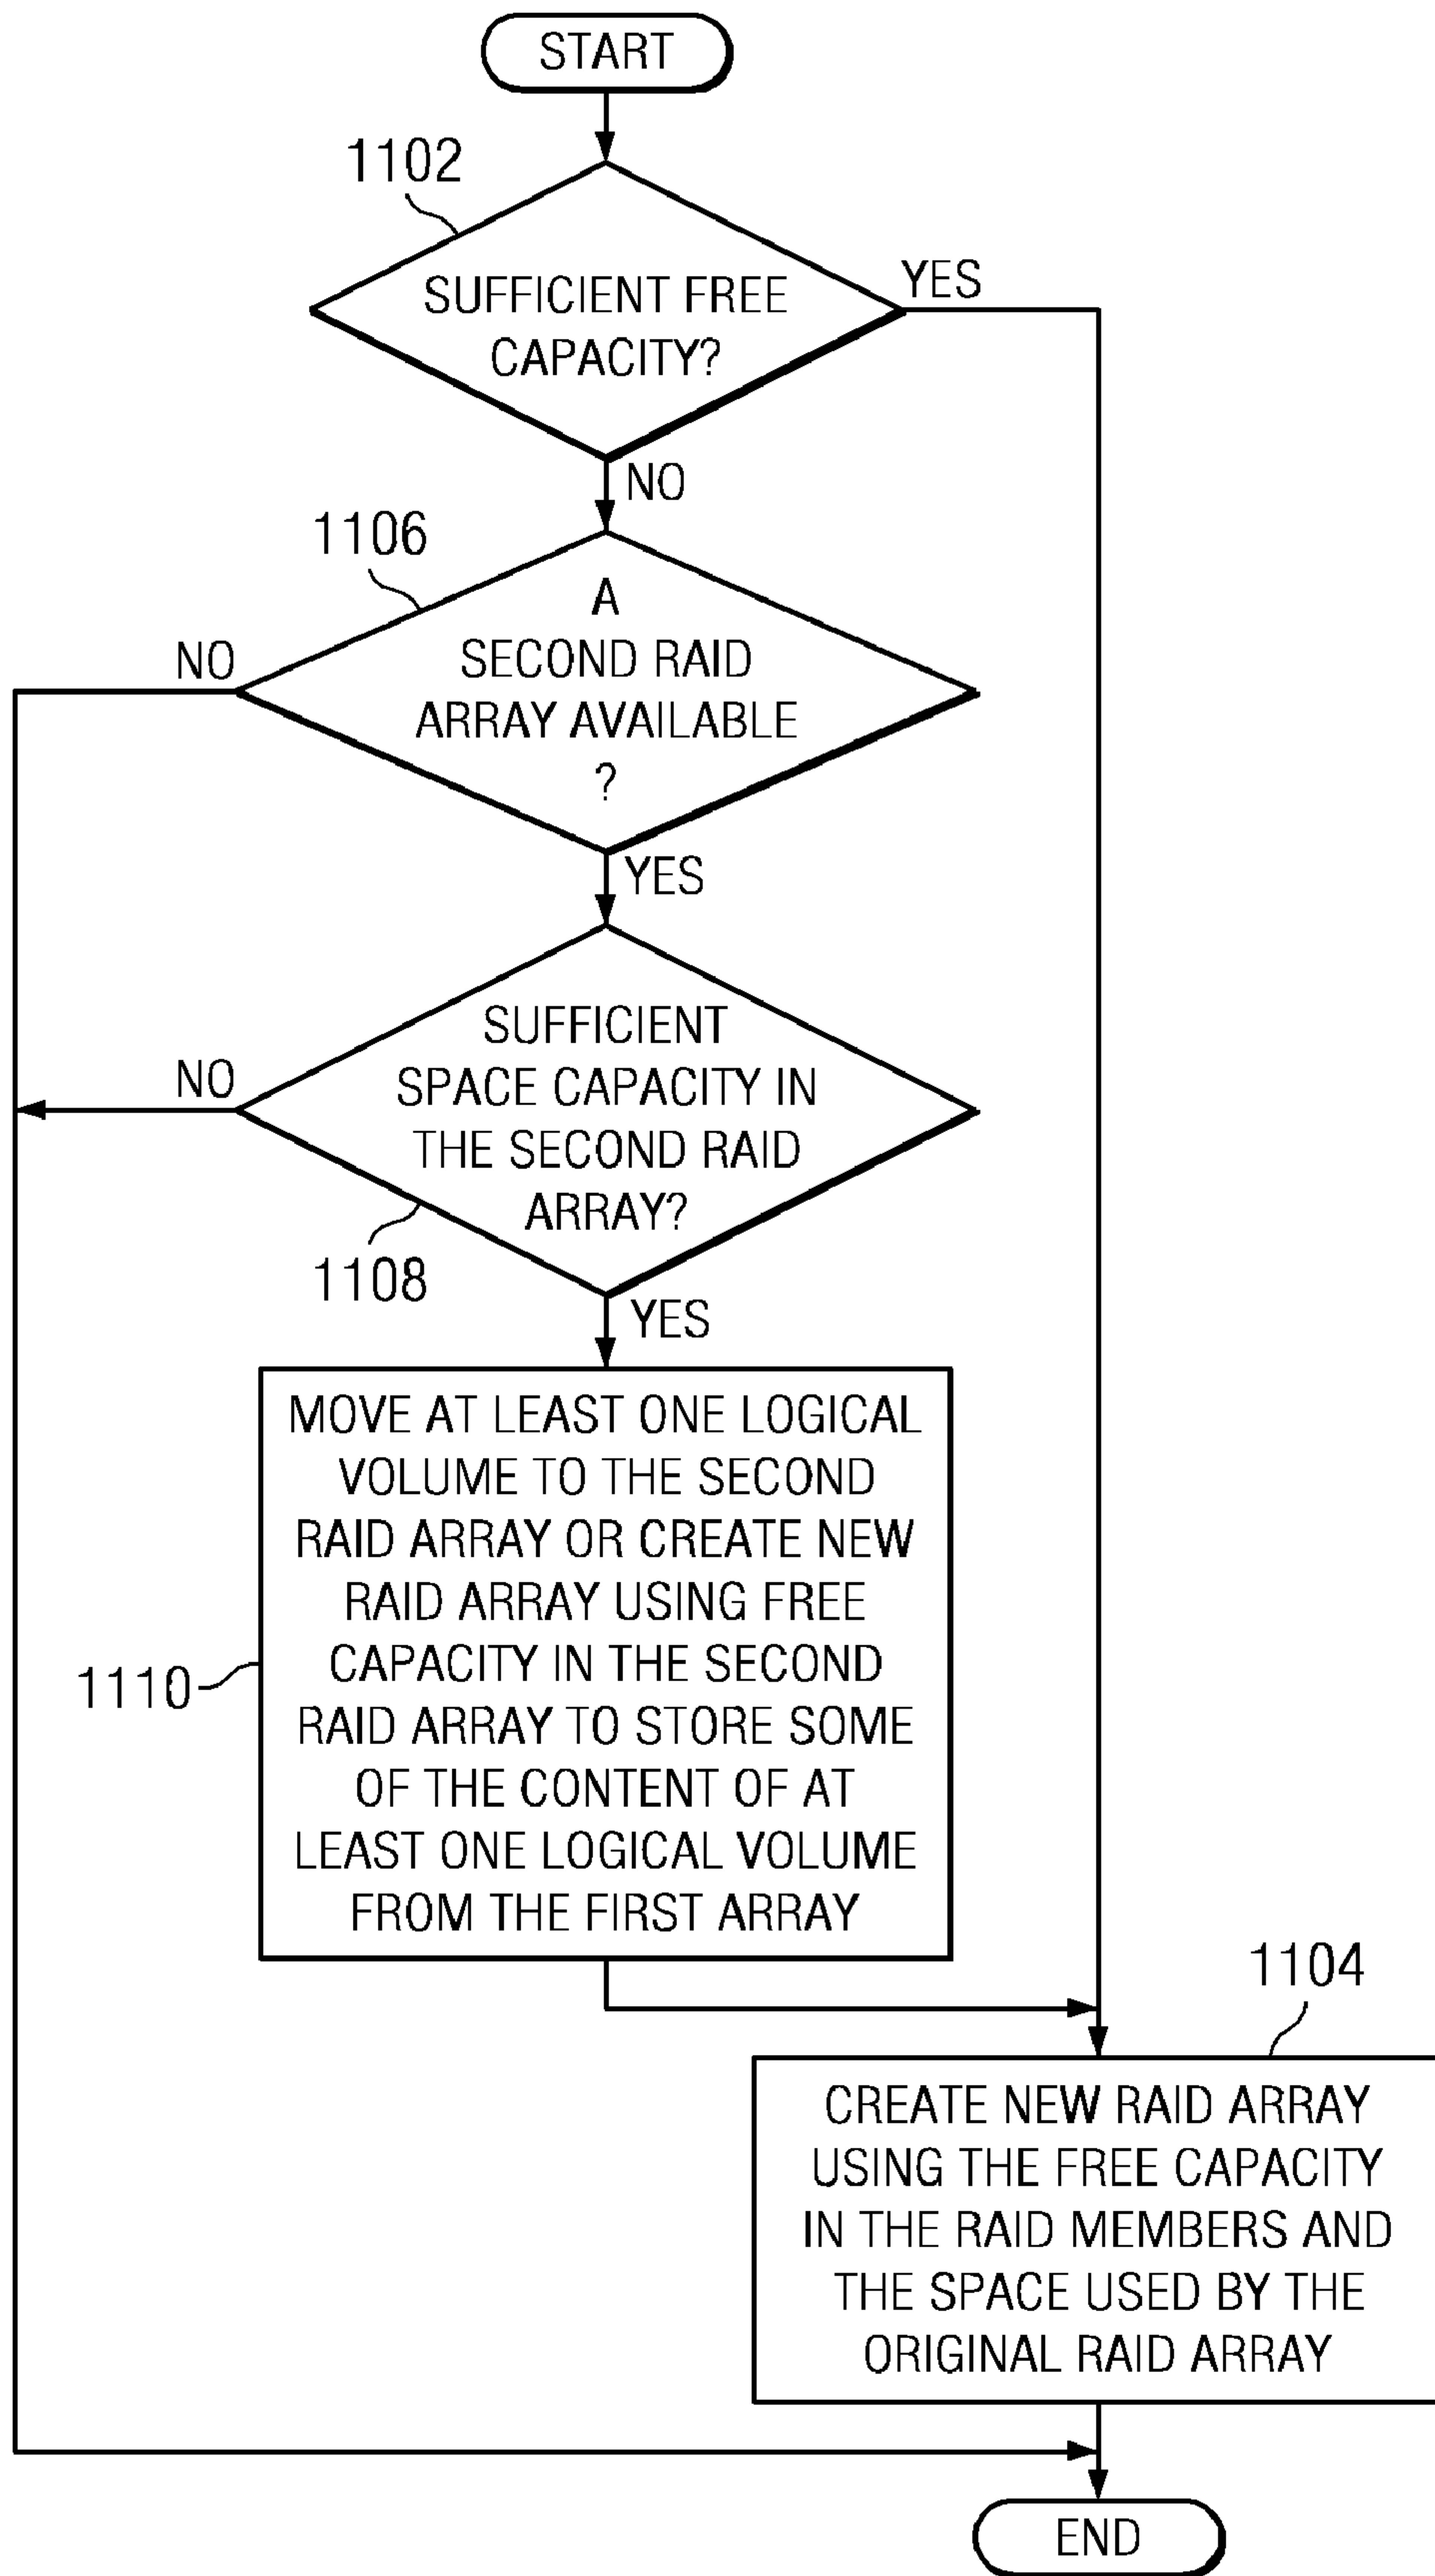 START
1102
SUFFICIENT FREE
CAPACITY?
YES
NO
1106
A
SECOND RAID
ARRAY AVAILABLE
?
NO
YES
SUFFICIENT
SPACE CAPACITY IN
THE SECOND RAID
ARRAY?
NO
1108
YES
MOVE AT LEAST ONE LOGICAL
VOLUME TO THE SECOND
RAID ARRAY OR CREATE NEW
RAID ARRAY USING FREE
CAPACITY IN THE SECOND
RAID ARRAY TO STORE SOME
OF THE CONTENT OF AT
LEAST ONE LOGICAL VOLUME
FROM THE FIRST ARRAY
1110
1104
CREATE NEW RAID ARRAY
USING THE FREE CAPACITY
IN THE RAID MEMBERS AND
THE SPACE USED BY THE
ORIGINAL RAID ARRAY
END